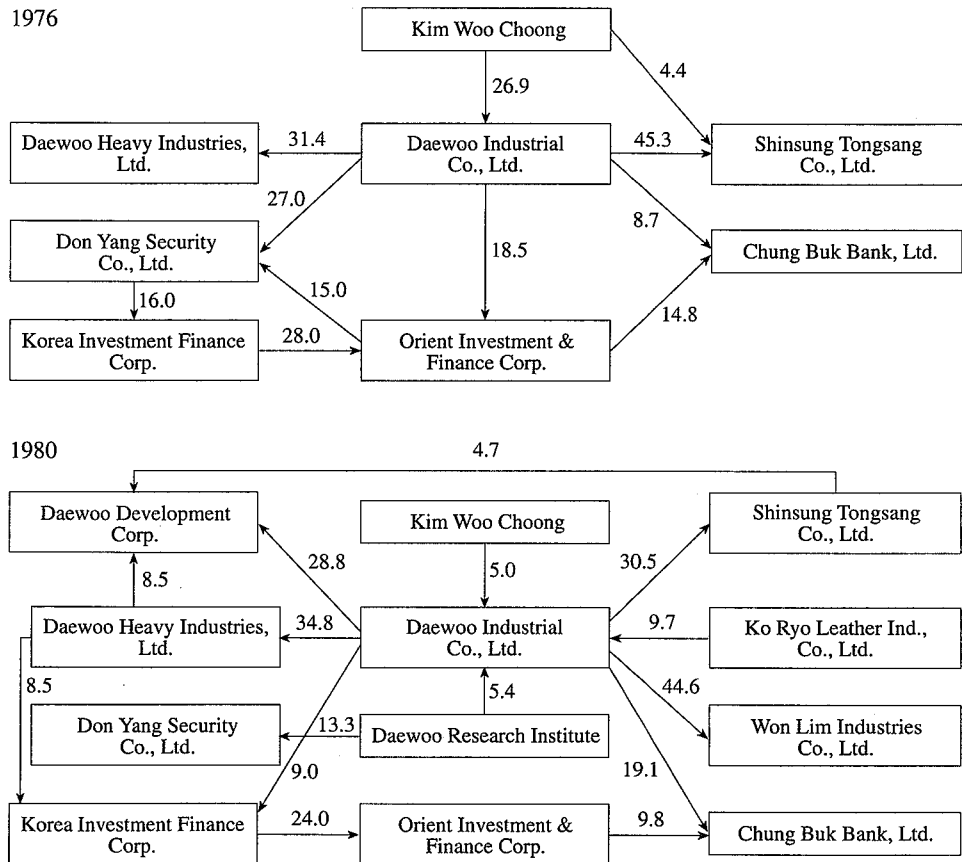 1976
Kim Woo Choong
4.4
26.9
Daewoo Heavy Industries,
Ltd.
31.4
Daewoo Industrial
Co., Ltd.
45.3
Shinsung Tongsang
Co., Ltd.
27.0
8.7
Don Yang Security
Co., Ltd.
18.5
Chung Buk Bank, Ltd.
16.0
15.0
14.8
Korea Investment Finance
Corp.
28.0
Orient Investment &
Finance Corp.
1980
4.7
Daewoo Development
Corp.
Kim Woo Choong
Shinsung Tongsang
Co., Ltd.
28.8
30.5
8.5
5.0
Daewoo Heavy Industries,
Ltd.
34.8
Daewoo Industrial
Co., Ltd.
9.7
Ko Ryo Leather Ind.,
Co., Ltd.
8.5
5.4
44.6
Don Yang Security
Co., Ltd.
13.3
Daewoo Research Institute
Won Lim Industries
Co., Ltd.
9.0
19.1
Korea Investment Finance
Corp.
24.0
Orient Investment &
Finance Corp.
9.8
Chung Buk Bank, Ltd.